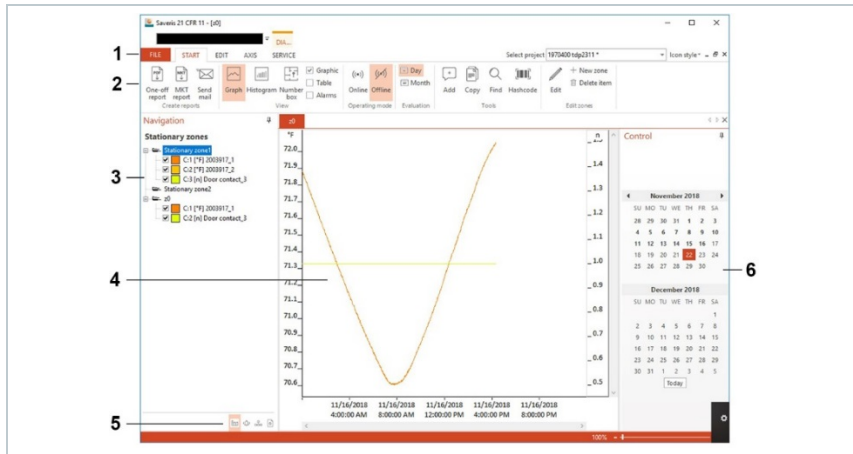 Saveris 21 CFR 11 - [z0]
DIA...
1
FILE START EDIT AXIS SERVICE
Select project 1970400 tdp2311 * Icon style
2
One-off report
MKT report
Send mail
Create reports
Graph Histogram Number box
Graphic
Table
Alarms
View
Online Offline
Operating mode
Day
Month
Evaluation
Add Copy Find Hashcode
Tools
Edit
New zone
Delete item
Edit zones
Navigation
Stationary zones
3
Stationary zone1
C:1 [°F] 2003917_1
C:2 [°F] 2003917_2
C:3 [n] Door contact_3
Stationary zone2
z0
C:1 [°F] 2003917_1
C:2 [n] Door contact_3
z0
°F n
72.0
71.9
71.8
71.7
71.6
71.5
71.4
71.3
71.2
71.1
71.0
70.9
70.8
70.7
70.6
1.4
1.3
1.2
1.1
1.0
0.9
0.8
0.7
0.6
0.5
4
11/16/2018 11/16/2018 11/16/2018 11/16/2018 11/16/2018
4:00:00 AM 8:00:00 AM 12:00:00 PM 4:00:00 PM 8:00:00 PM
Control
November 2018
SU MO TU WE TH FR SA
28 29 30 31 1 2 3
4 5 6 7 8 9 10
11 12 13 14 15 16 17
18 19 20 21 22 23 24
25 26 27 28 29 30
6
December 2018
SU MO TU WE TH FR SA
1
2 3 4 5 6 7 8
9 10 11 12 13 14 15
16 17 18 19 20 21 22
23 24 25 26 27 28 29
30 31 1 2 3 4 5
Today
5
100%